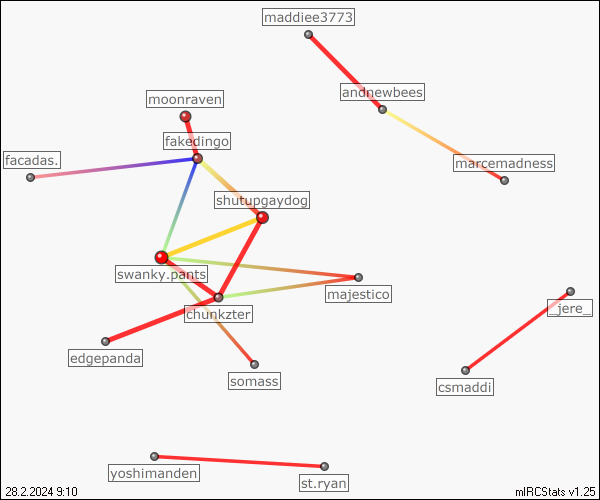 maddiee3773
andnewbees
moonraven
fakedingo
facadas.
marcemadness
shutupgaydog
swanky.pants
majestico
chunkzter
_jere_
edgepanda
somass
csmaddi
yoshimanden
st.ryan
28.2.2024 9:10
mIRCStats v1.25